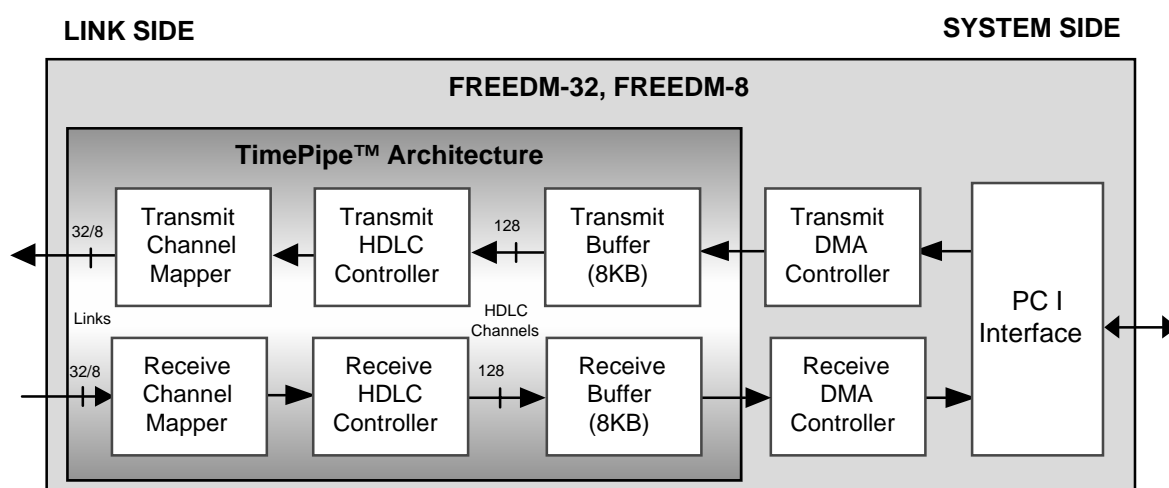 LINK SIDE
SYSTEM SIDE
FREEDM-32, FREEDM-8
TimePipe™ Architecture
32/8
Transmit
Channel
Mapper
Transmit
HDLC
Controller
128
Transmit
Buffer
(8KB)
Transmit
DMA
Controller
PC I
Interface
Links
HDLC
Channels
32/8
Receive
Channel
Mapper
Receive
HDLC
Controller
128
Receive
Buffer
(8KB)
Receive
DMA
Controller